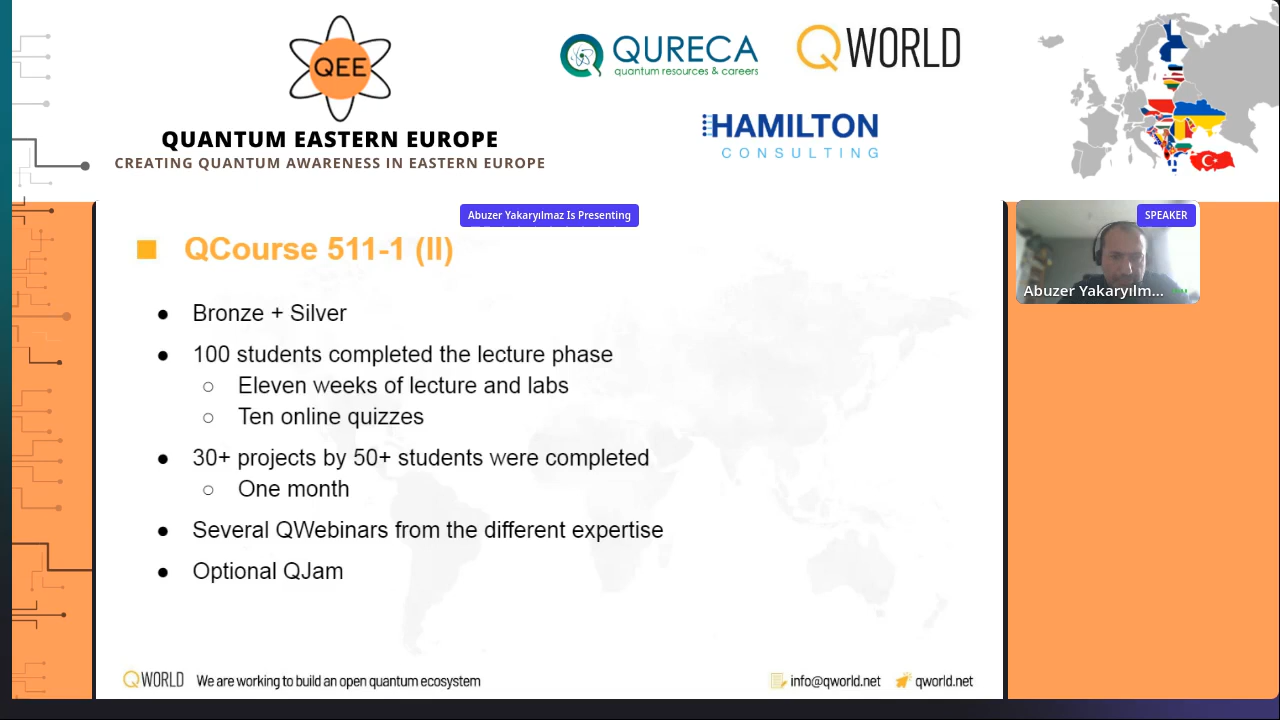 QEE
QUANTUM EASTERN EUROPE
CREATING QUANTUM AWARENESS IN EASTERN EUROPE
QURECA
quantum resources & careers
QWORLD
HAMILTON
CONSULTING
Abuzer Yakaryılmaz Is Presenting
SPEAKER
Abuzer Yakaryılm...
QCourse 511-1 (II)
● Bronze + Silver
● 100 students completed the lecture phase
○ Eleven weeks of lecture and labs
○ Ten online quizzes
● 30+ projects by 50+ students were completed
○ One month
● Several QWebinars from the different expertise
● Optional QJam
QWORLD We are working to build an open quantum ecosystem
info@qworld.net qworld.net